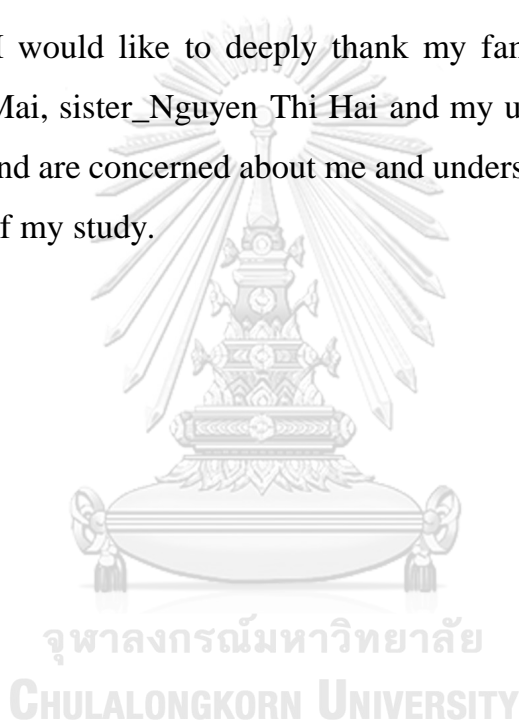 I would like to deeply thank my fam
Mai, sister_Nguyen Thi Hai and my u
nd are concerned about me and unders
f my study.
จุฬาลงกรณ์มหาวิทยาลัย
CHULALONGKORN UNIVERSITY